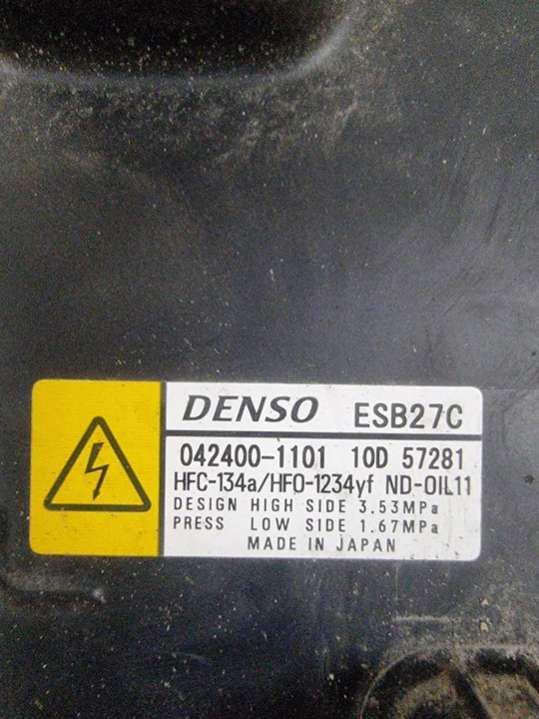 DENSO ESB27C
042400-1101 10D 57281
HFC-134a/HFO-1234yf ND-OIL11
DESIGN HIGH SIDE 3.53MPa
PRESS LOW SIDE 1.67MPa
MADE IN JAPAN